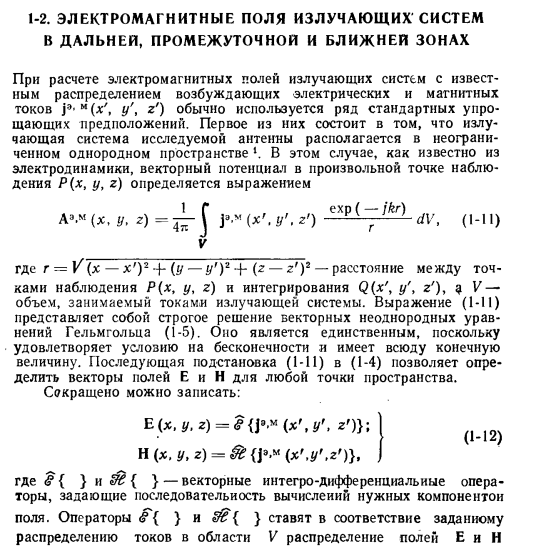 1-2. ЭЛЕКТРОМАГНИТНЫЕ ПОЛЯ ИЗЛУЧАЮЩИХ СИСТЕМ
В ДАЛЬНЕЙ, ПРОМЕЖУТОЧНОЙ И БЛИЖНЕЙ ЗОНАХ
При расчете электромагнитных полей излучающих систем с извест-
ным распределением возбуждающих электрических и магнитных
токов jэ,м(x', y', z') обычно используется ряд стандартных упро-
щающих предположений. Первое из них состоит в том, что излу-
чающая система исследуемой антенны располагается в неограни-
ченном однородном пространстве ¹. В этом случае, как известно из
электродинамики, векторный потенциал в произвольной точке наблю-
дения P(x, y, z) определяется выражением
Aэ,м (x, y, z) = 1/4π ∫V jэ,м (x', y', z') exp (—jkr)/r dV, (1-11)
где r = √(x — x')² + (y — y')² + (z — z')² — расстояние между точ-
ками наблюдения P(x, y, z) и интегрирования Q(x', y', z'), а V —
объем, занимаемый токами излучающей системы. Выражение (1-11)
представляет собой строгое решение векторных неоднородных урав-
нений Гельмгольца (1-5). Оно является единственным, поскольку
удовлетворяет условию на бесконечности и имеет всюду конечную
величину. Последующая подстановка (1-11) в (1-4) позволяет опре-
делить векторы полей E и H для любой точки пространства.
Сокращено можно записать:
E (x, y, z) = ℰ {jэ,м (x', y', z')};
H (x, y, z) = ℋ {jэ,м (x',y',z')}, (1-12)
где ℰ { } и ℋ { } — векторные интегро-дифференциальные опера-
торы, задающие последовательность вычислений нужных компонентои
поля. Операторы ℰ { } и ℋ { } ставят в соответствие заданному
распределению токов в области V распределение полей E и H